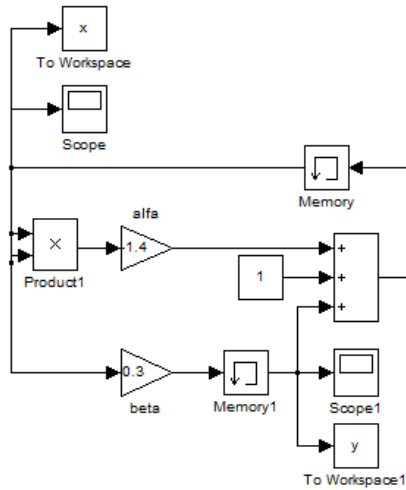 x
To Workspace
Scope
Memory
alfa
×
1.4
Product1
1
+
+
+
0.3
beta
Memory1
Scope1
y
To Workspace1